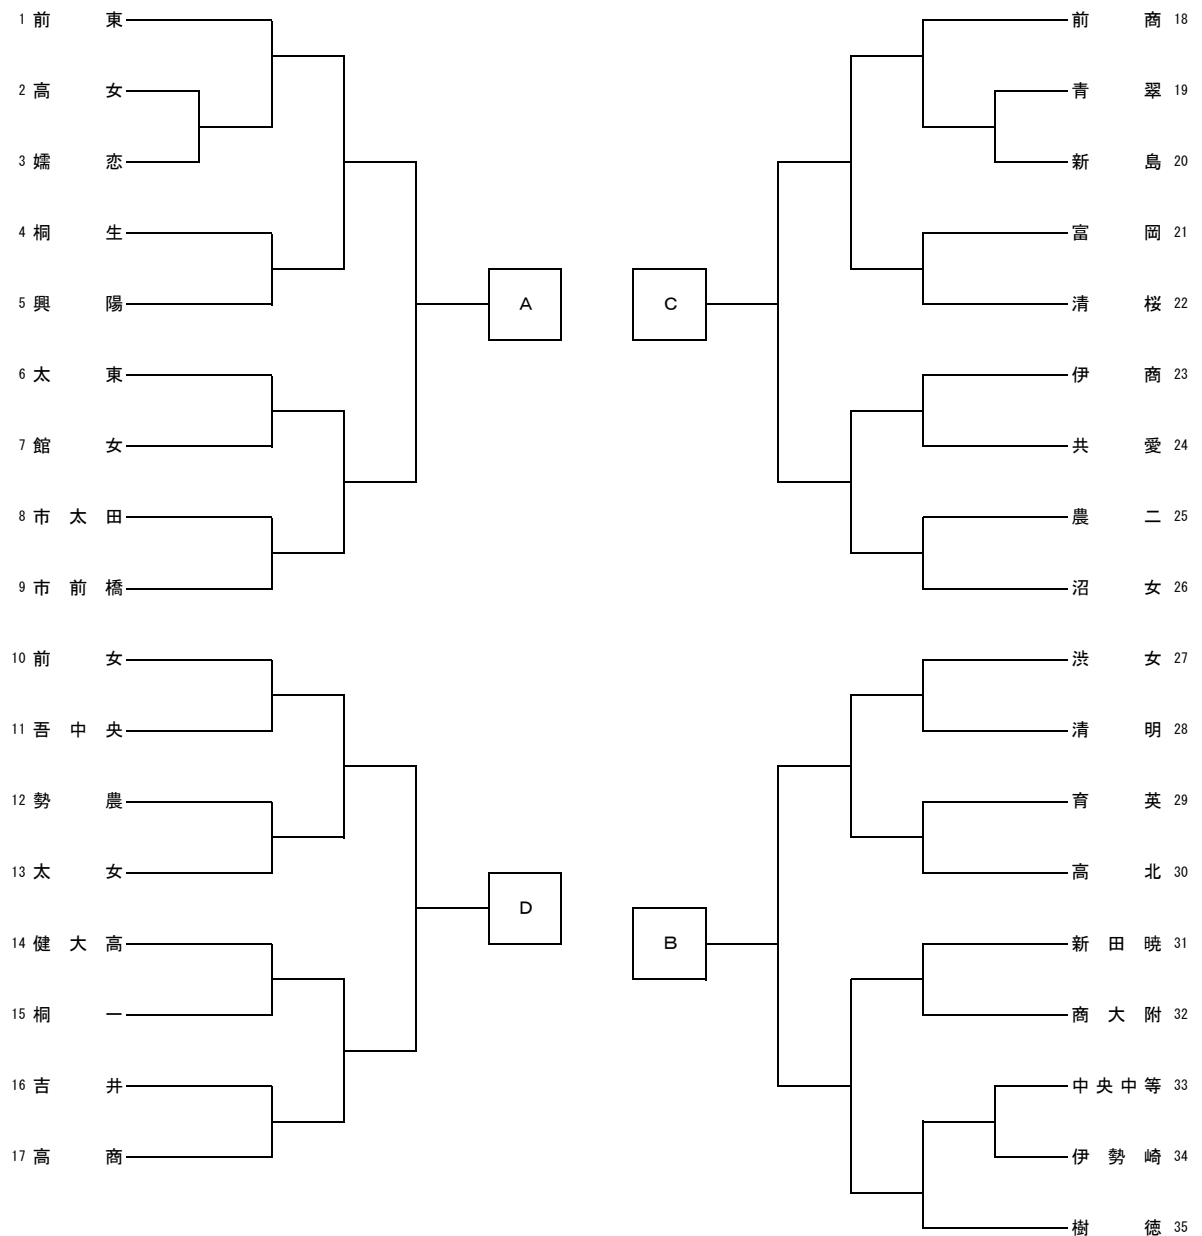 1 前東
2 高女
3 嬬恋
4 桐生
5 興陽
6 太東
7 館女
8 市太田
9 市前橋
10 前女
11 吾中央
12 勢農
13 太女
14 健大高
15 桐一
16 吉井
17 高商
A
D
C
B
前商 18
青翠 19
新島 20
富岡 21
清桜 22
伊商 23
共愛 24
農二 25
沼女 26
渋女 27
清明 28
育英 29
高北 30
新田暁 31
商大附 32
中央中等 33
伊勢崎 34
樹徳 35